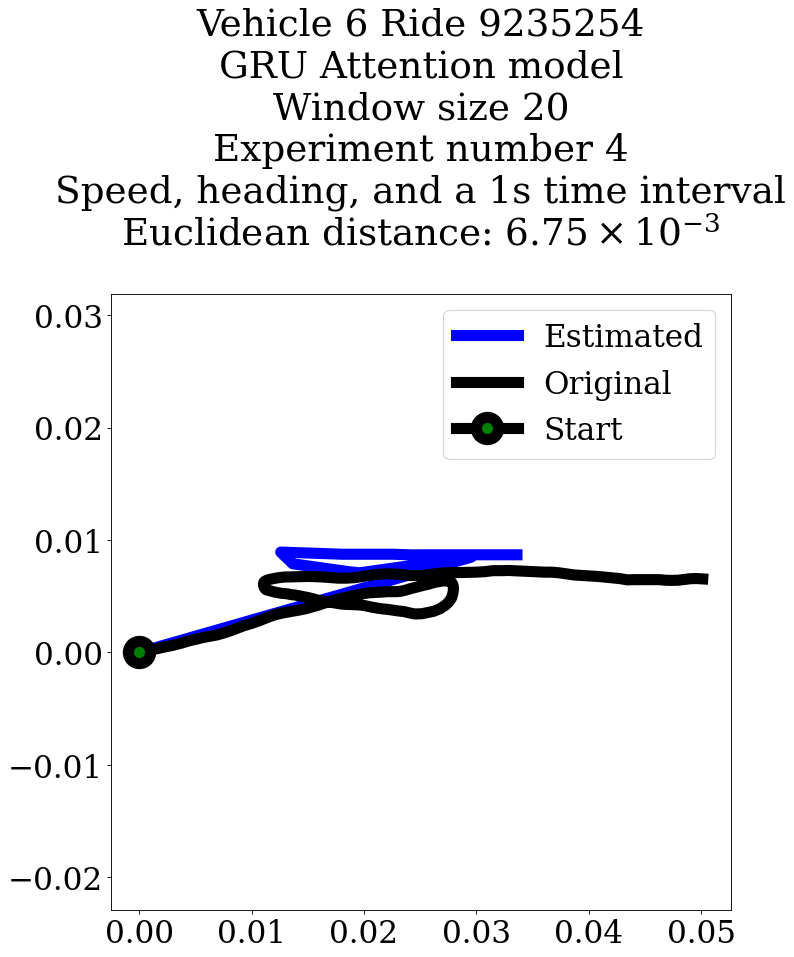 Vehicle 6 Ride 9235254
GRU Attention model
Window size 20
Experiment number 4
Speed, heading, and a 1s time interval
Euclidean distance: 6.75 × 10⁻³
Estimated
Original
Start
0.03
0.02
0.01
0.00
−0.01
−0.02
0.00 0.01 0.02 0.03 0.04 0.05